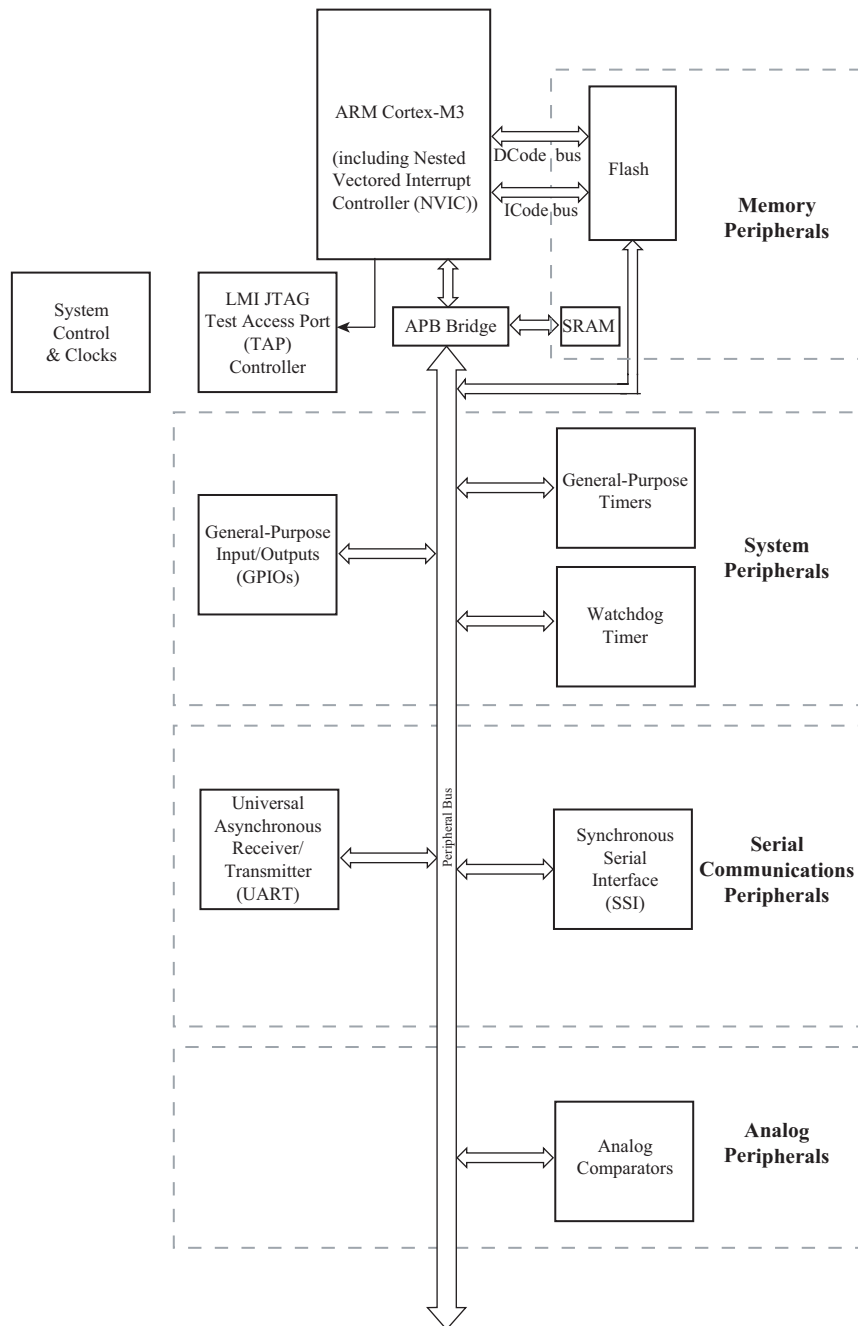 ARM Cortex-M3
(including Nested
Vectored Interrupt
Controller (NVIC))
DCode bus
ICode bus
Flash
Memory
Peripherals
System
Control
& Clocks
LMI JTAG
Test Access Port
(TAP)
Controller
APB Bridge
SRAM
General-Purpose
Timers
General-Purpose
Input/Outputs
(GPIOs)
System
Peripherals
Watchdog
Timer
Peripheral Bus
Universal
Asynchronous
Receiver/
Transmitter
(UART)
Synchronous
Serial
Interface
(SSI)
Serial
Communications
Peripherals
Analog
Comparators
Analog
Peripherals